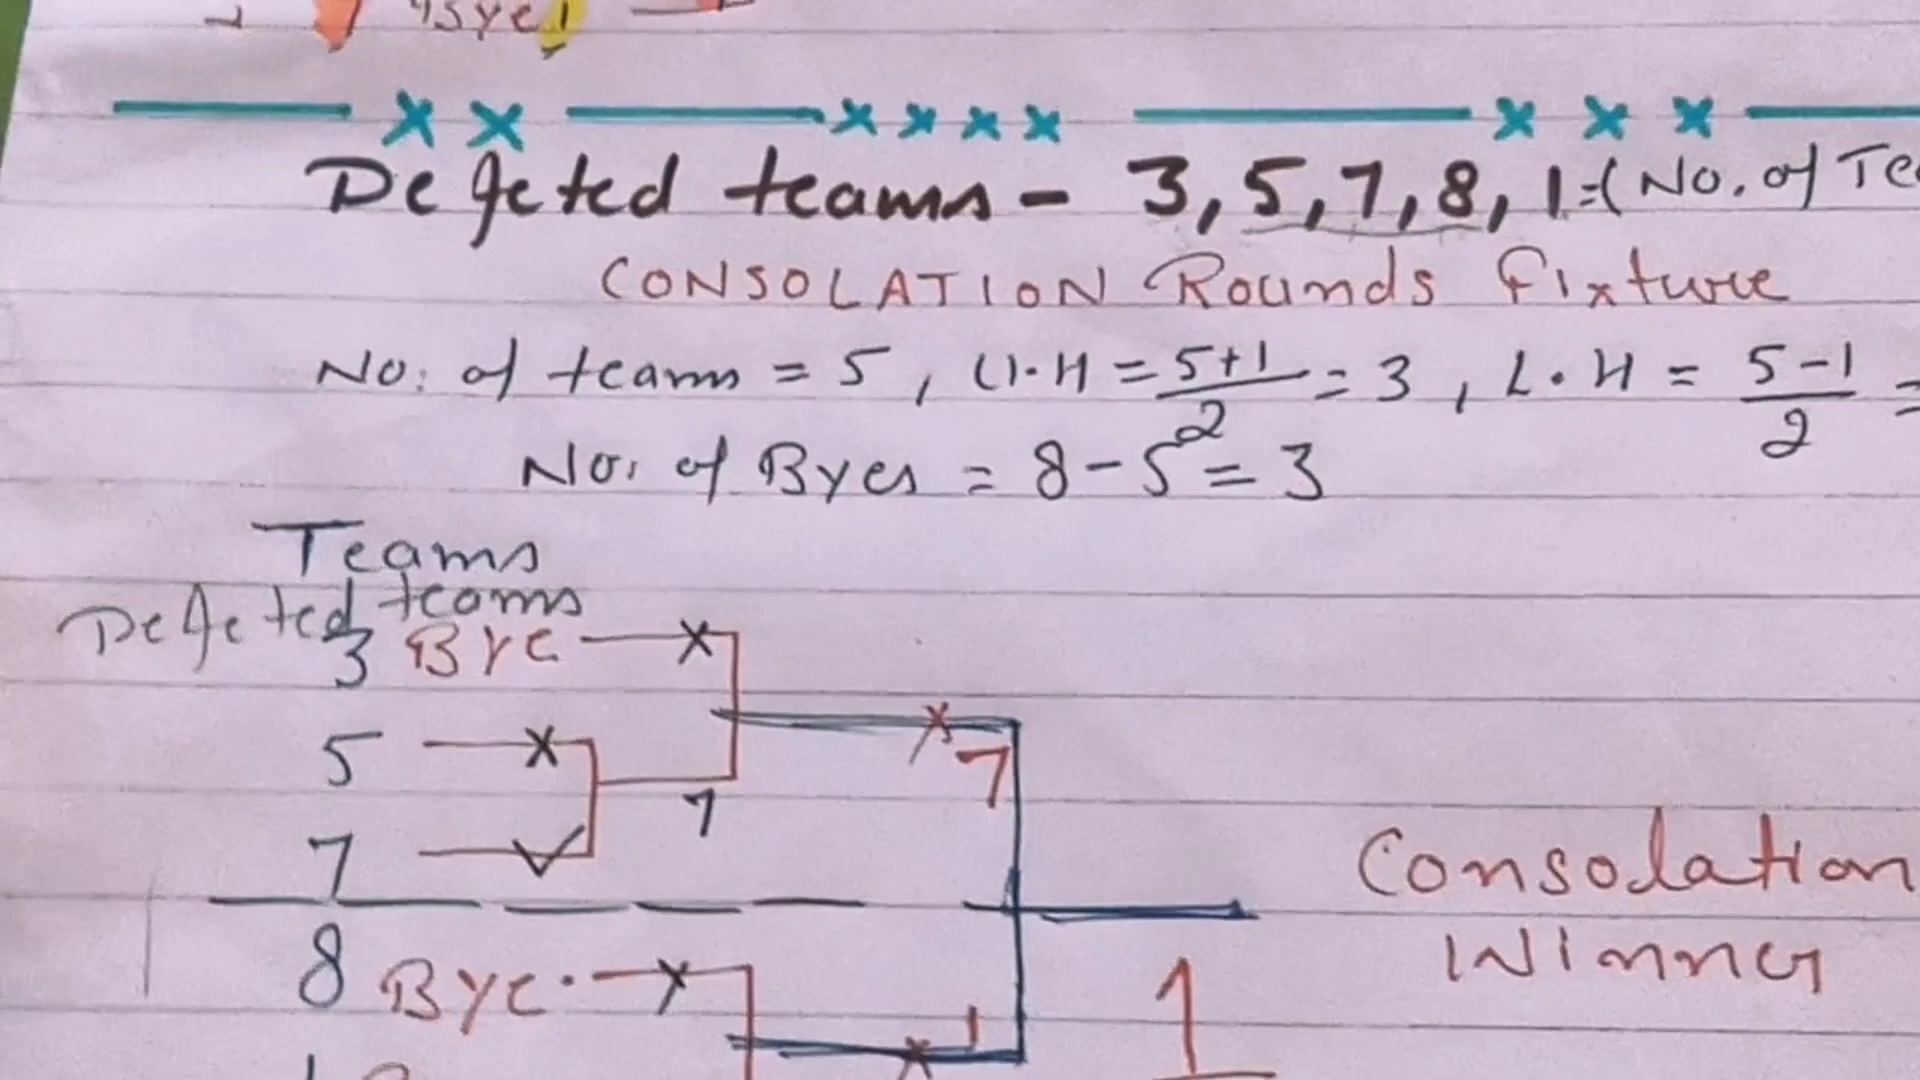 Bye
Defeted teams - 3, 5, 7, 8, 1 = (No. of Te
CONSOLATION Rounds Fixture
No. of teams = 5, U.H = 5+1/2 = 3, L.H = 5-1/2 =
No. of Byes = 8-5 = 3
Teams
Defeted teams
3 Bye
5
7
7
7
Consolation
Winner
8 Bye.
1
1
1